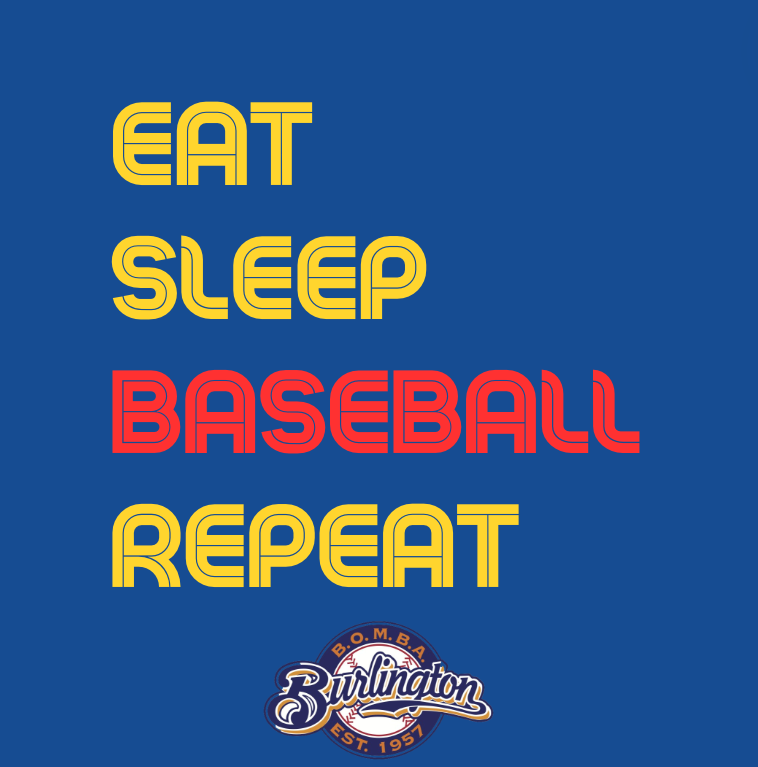 EAT
SLEEP
BASEBALL
REPEAT
B.O.M.B.A.
Burlington
EST. 1957